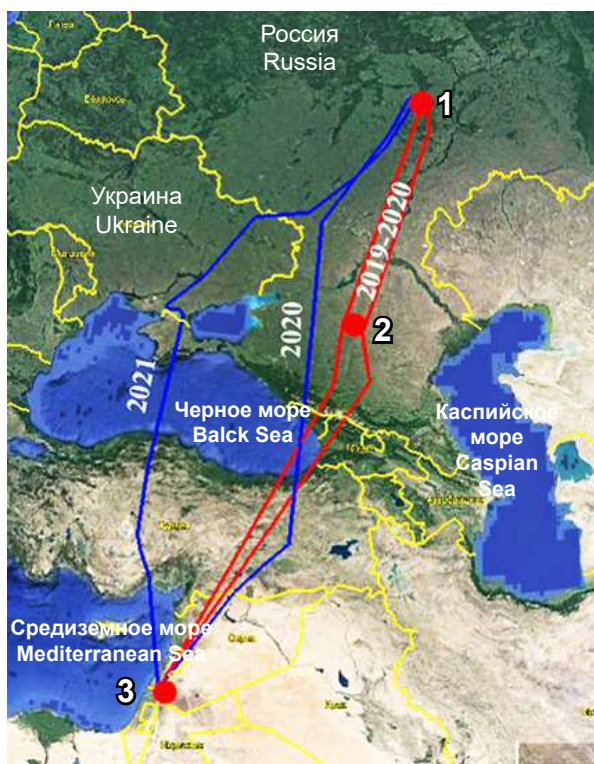 Россия
Russia
1
Украина
Ukraine
2019-2020
2020
2
2021
Черное море
Balck Sea
Каспийское
море
Caspian
Sea
Средиземное море
Mediterranean Sea
3